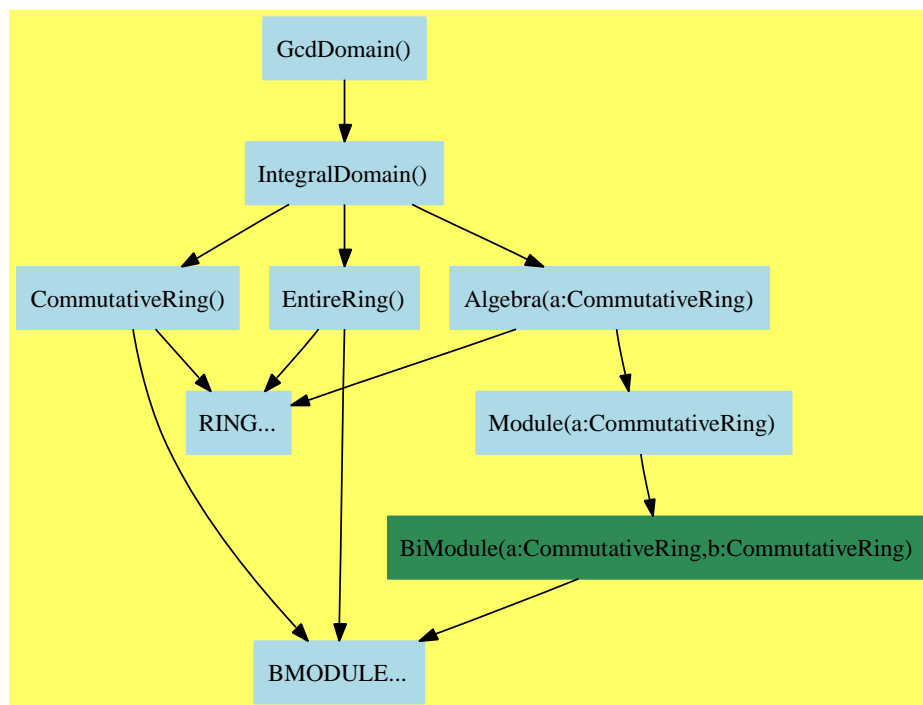 GcdDomain()
IntegralDomain()
CommutativeRing()
EntireRing()
Algebra(a:CommutativeRing)
RING...
Module(a:CommutativeRing)
BiModule(a:CommutativeRing,b:CommutativeRing)
BMODULE...